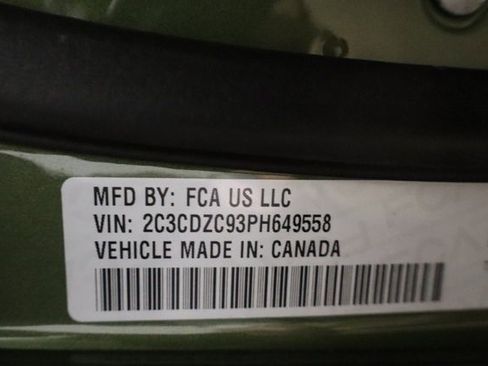 MFD BY: FCA US LLC
VIN: 2C3CDZC93PH649558
VEHICLE MADE IN: CANADA